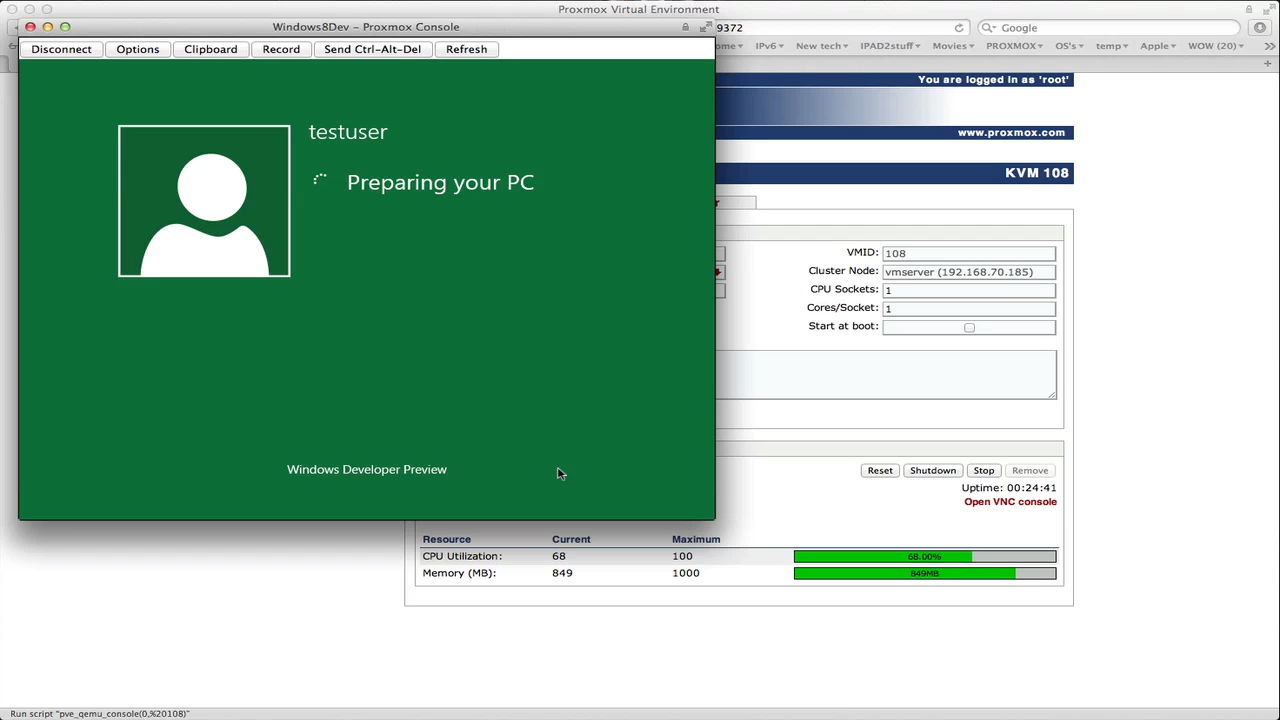 Proxmox Virtual Environment
Windows8Dev – Proxmox Console
9372
Google
Disconnect Options Clipboard Record Send Ctrl-Alt-Del Refresh
IPv6 New tech IPAD2stuff Movies PROXMOX OS's temp Apple WOW (20)
You are logged in as 'root'
www.proxmox.com
KVM 108
testuser
Preparing your PC
Windows Developer Preview
VMID: 108
Cluster Node: vmserver (192.168.70.185)
CPU Sockets: 1
Cores/Socket: 1
Start at boot:
Reset Shutdown Stop Remove
Uptime: 00:24:41
Open VNC console
Resource Current Maximum
CPU Utilization: 68 100 68.00%
Memory (MB): 849 1000 849MB
Run script "pve_qemu_console(0,%20108)"